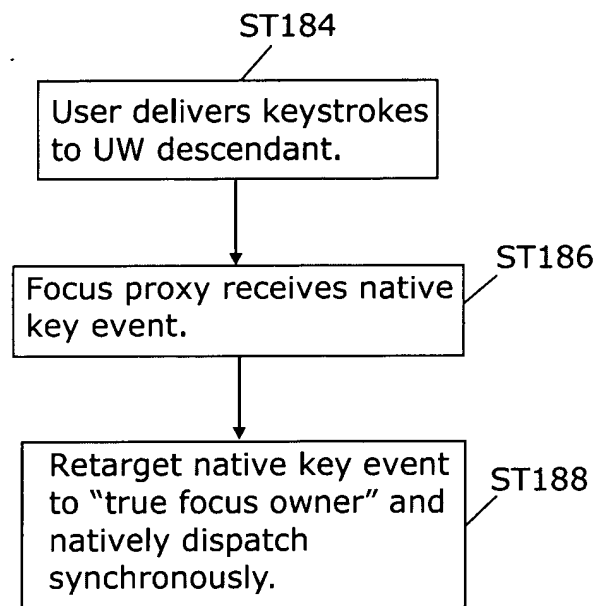 ST184
User delivers keystrokes
to UW descendant.
ST186
Focus proxy receives native
key event.
Retarget native key event
to “true focus owner” and
natively dispatch
synchronously.
ST188